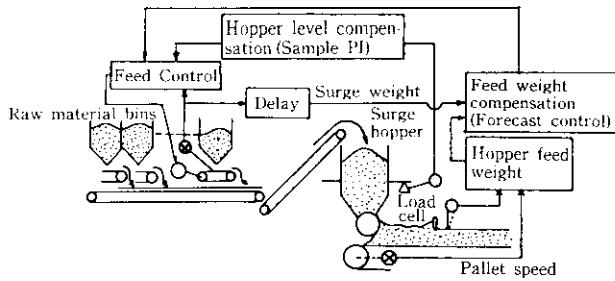 Hopper level compen-
sation (Sample PI)
Feed Control
Feed weight
compensation
(Forecast control)
Delay
Surge weight
Raw material bins
Surge
hopper
Hopper feed
weight
Load
cell
Pallet speed